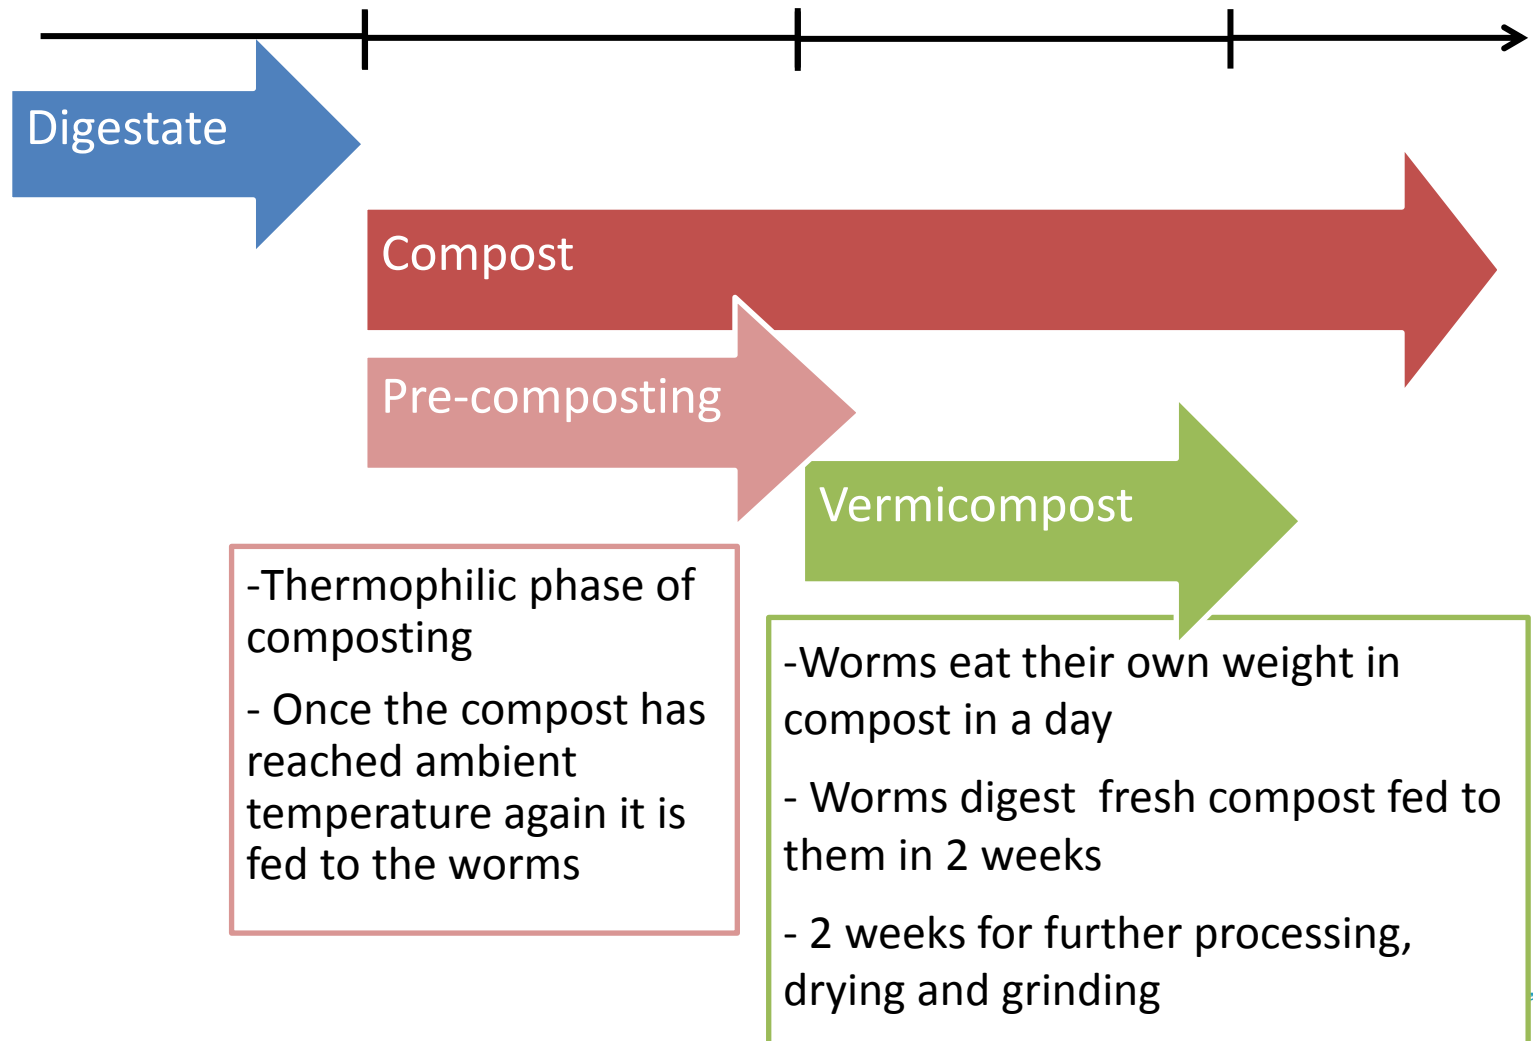 Digestate
Compost
Pre-composting
Vermicompost
-Thermophilic phase of
composting
- Once the compost has
reached ambient
temperature again it is
fed to the worms
-Worms eat their own weight in
compost in a day
- Worms digest  fresh compost fed to
them in 2 weeks
- 2 weeks for further processing,
drying and grinding